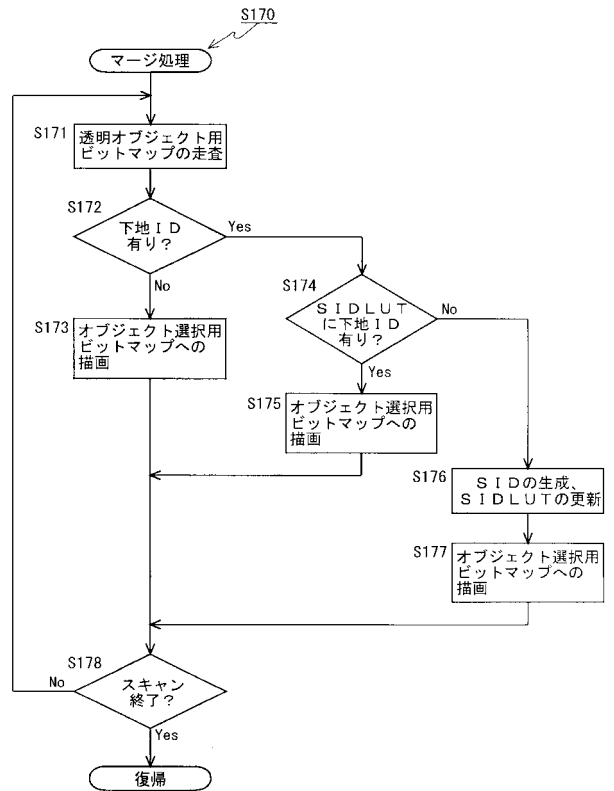 S170
マージ処理
S171
透明オブジェクト用
ビットマップの走査
S172
下地ID
有り?
Yes
No
S173
オブジェクト選択用
ビットマップへの
描画
S174
SIDLUT
に下地ID
有り?
No
Yes
S175
オブジェクト選択用
ビットマップへの
描画
S176
SIDの生成、
SIDLUTの更新
S177
オブジェクト選択用
ビットマップへの
描画
S178
スキャン
終了?
No
Yes
復帰